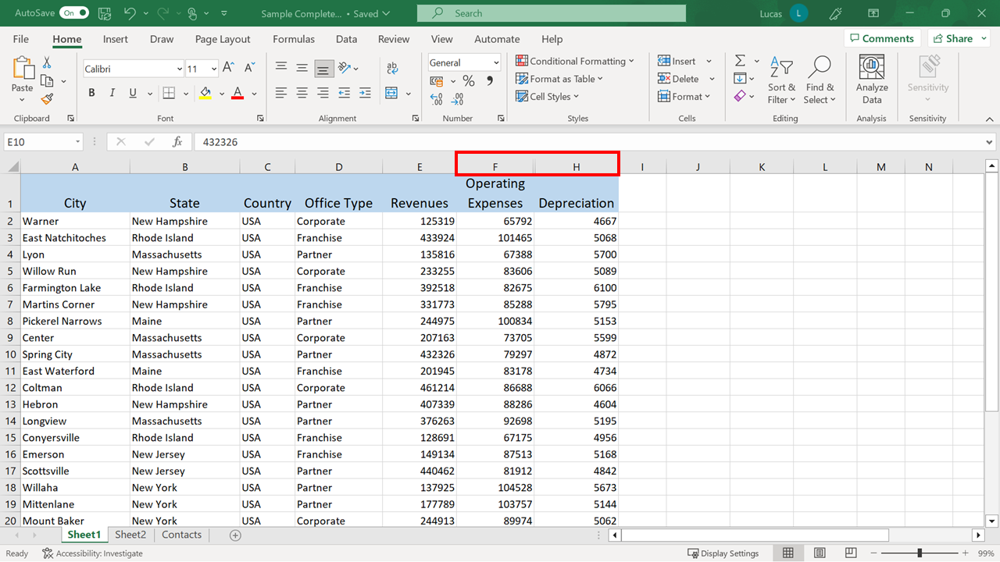 AutoSave On Sample Complete... • Saved Search Lucas L
File Home Insert Draw Page Layout Formulas Data Review View Automate Help Comments Share
Paste Calibri 11 A A General Conditional Formatting Insert Sort & Filter Find & Select Analyze Data Sensitivity
B I U A % 9 Format as Table Delete
Cell Styles Format
Clipboard Font Alignment Number Styles Cells Editing Analysis Sensitivity
E10 fx 432326
A B C D E F H I J K L M N
1 City State Country Office Type Revenues Operating Expenses Depreciation
2 Warner New Hampshire USA Corporate 125319 65792 4667
3 East Natchitoches Rhode Island USA Franchise 433924 101465 5068
4 Lyon Massachusetts USA Partner 135816 67388 5700
5 Willow Run New Hampshire USA Corporate 233255 83606 5089
6 Farmington Lake Rhode Island USA Franchise 392518 82675 6100
7 Martins Corner New Hampshire USA Franchise 331773 85288 5795
8 Pickerel Narrows Maine USA Partner 244975 100834 5153
9 Center Massachusetts USA Corporate 207163 73705 5599
10 Spring City Massachusetts USA Partner 432326 79297 4872
11 East Waterford Maine USA Franchise 201945 83178 4734
12 Coltman Rhode Island USA Corporate 461214 86688 6066
13 Hebron New Hampshire USA Partner 407339 88286 4604
14 Longview Massachusetts USA Partner 376263 92698 5195
15 Conyersville Rhode Island USA Franchise 128691 67175 4956
16 Emerson New Jersey USA Franchise 149134 87513 5168
17 Scottsville New Jersey USA Partner 440462 81912 4842
18 Willaha New York USA Partner 137925 104528 5673
19 Mittenlane New York USA Partner 177789 103757 5144
20 Mount Baker New York USA Corporate 244913 89974 5062
Sheet1 Sheet2 Contacts
Ready Accessibility: Investigate Display Settings 99%